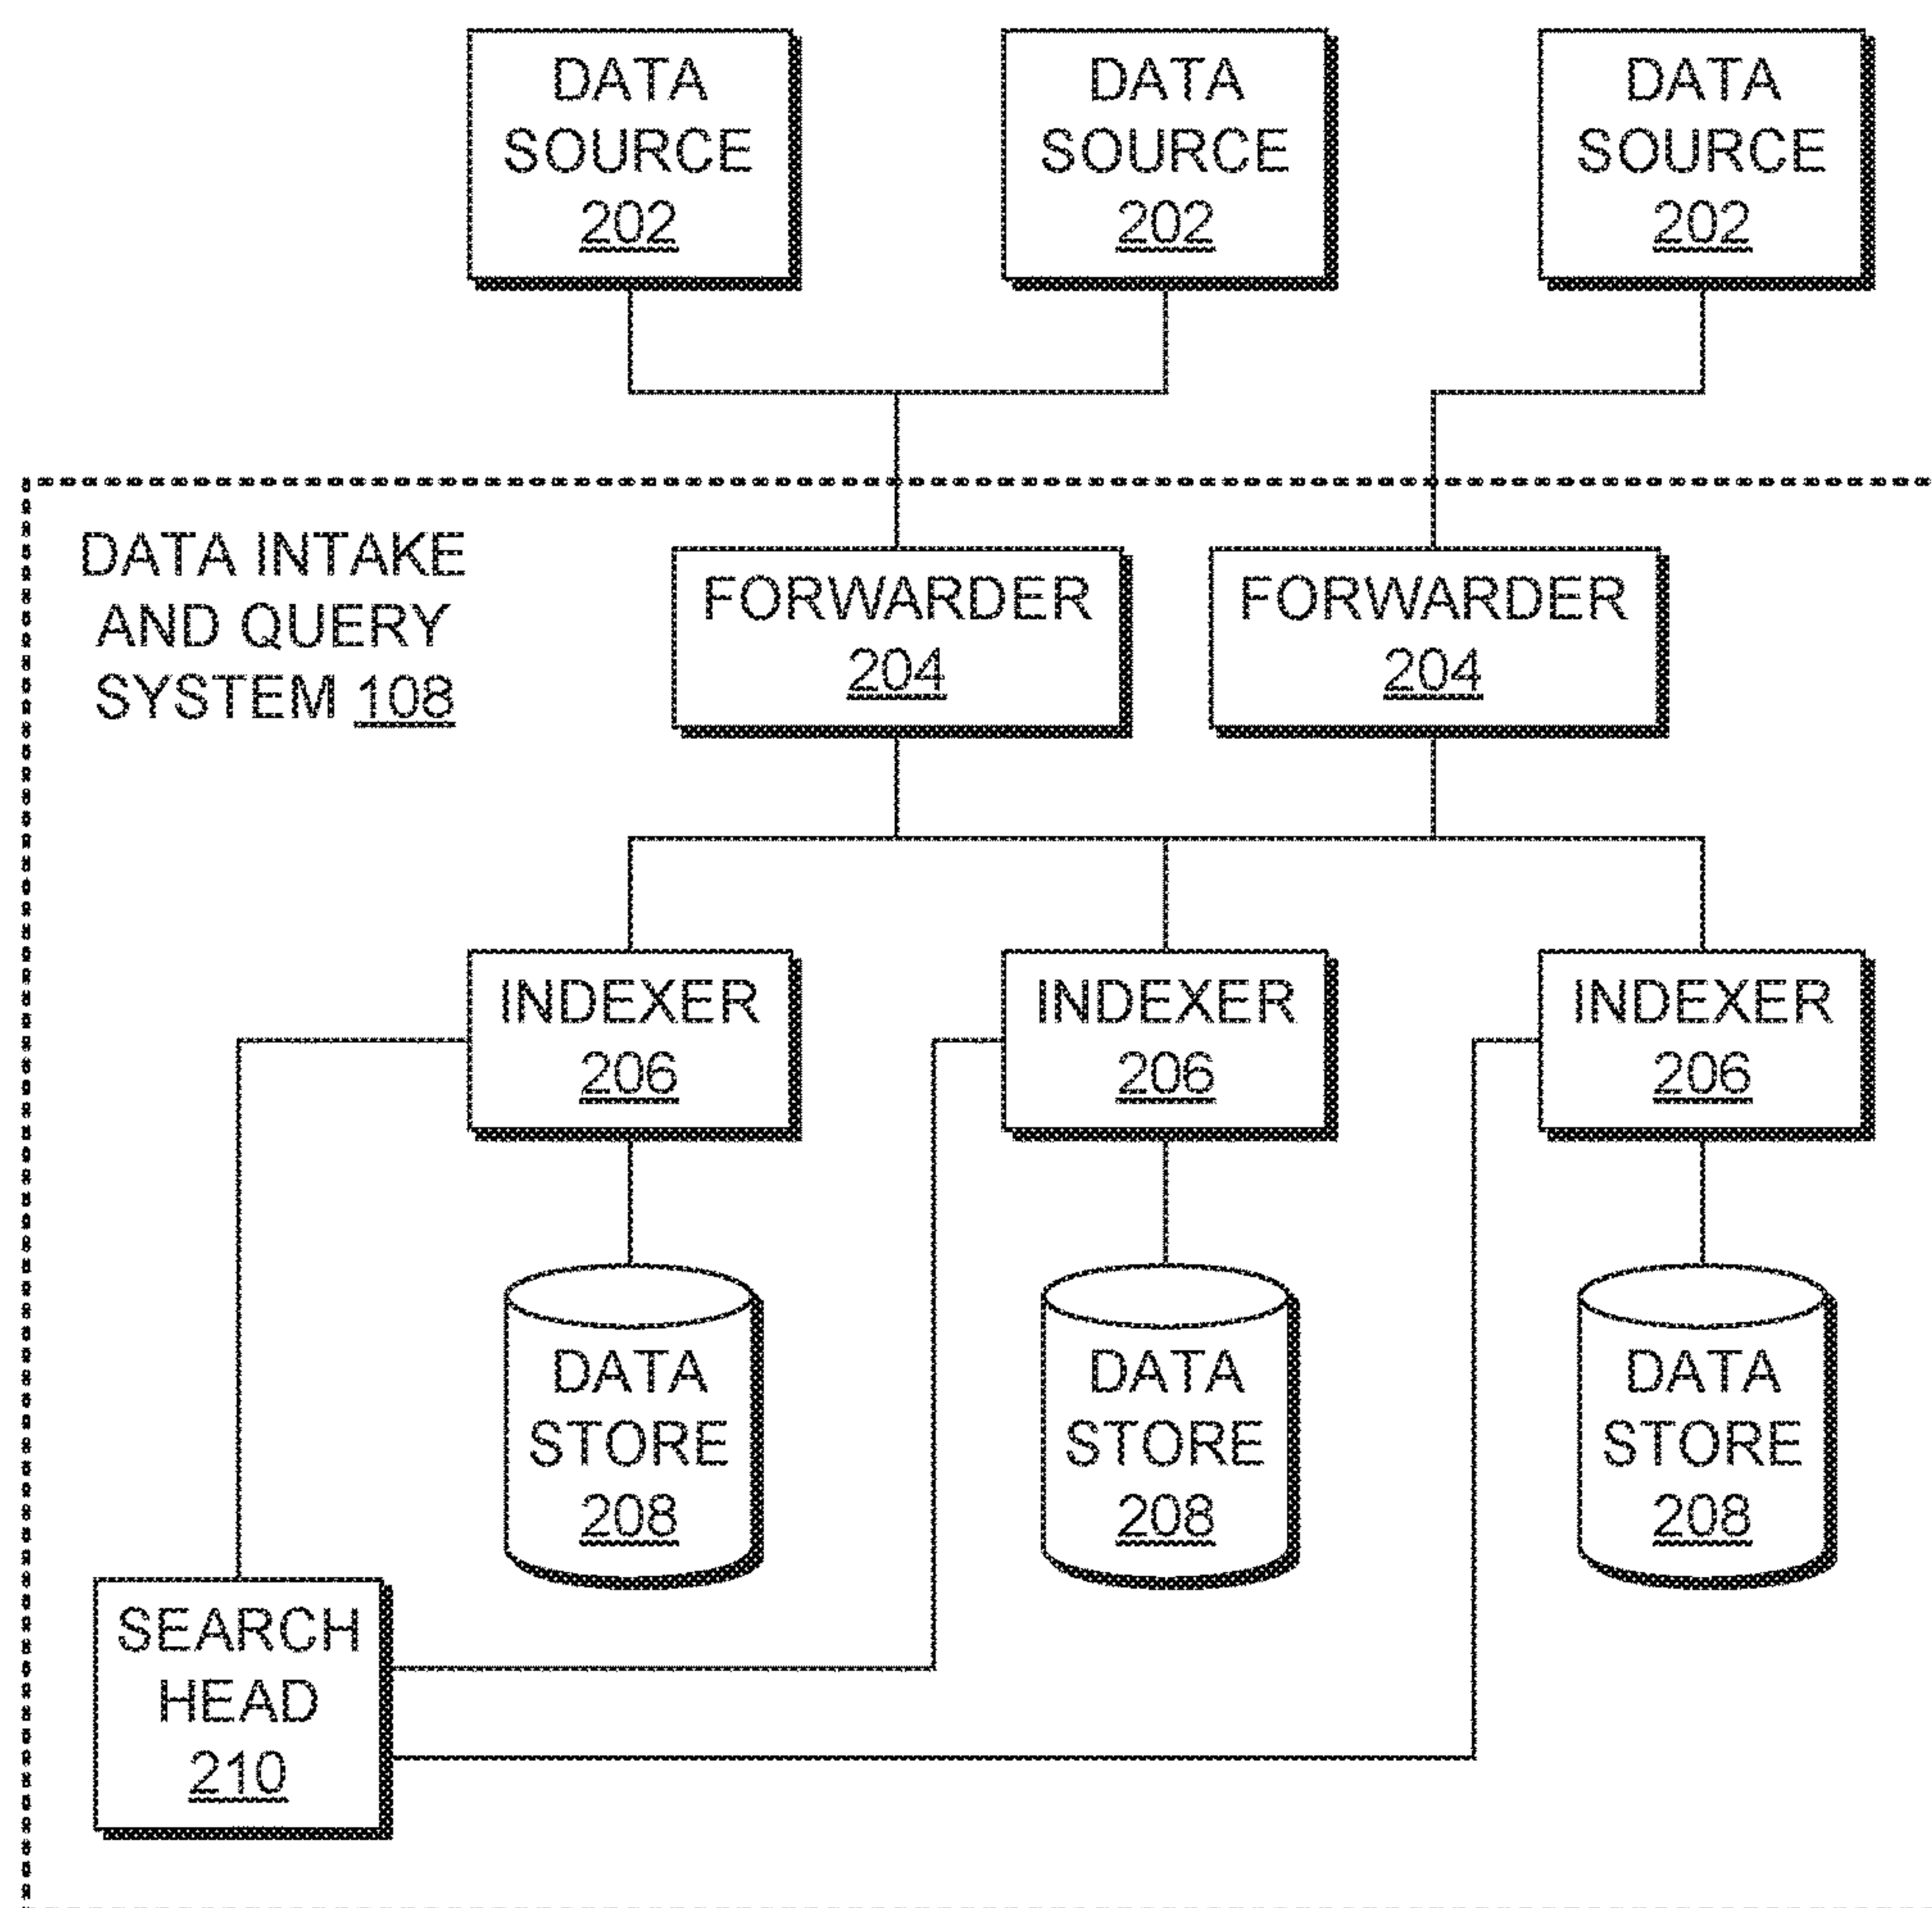 DATA
SOURCE
202
DATA
SOURCE
202
DATA
SOURCE
202
DATA INTAKE
AND QUERY
SYSTEM 108
FORWARDER
204
FORWARDER
204
INDEXER
206
INDEXER
206
INDEXER
206
DATA
STORE
208
DATA
STORE
208
DATA
STORE
208
SEARCH
HEAD
210